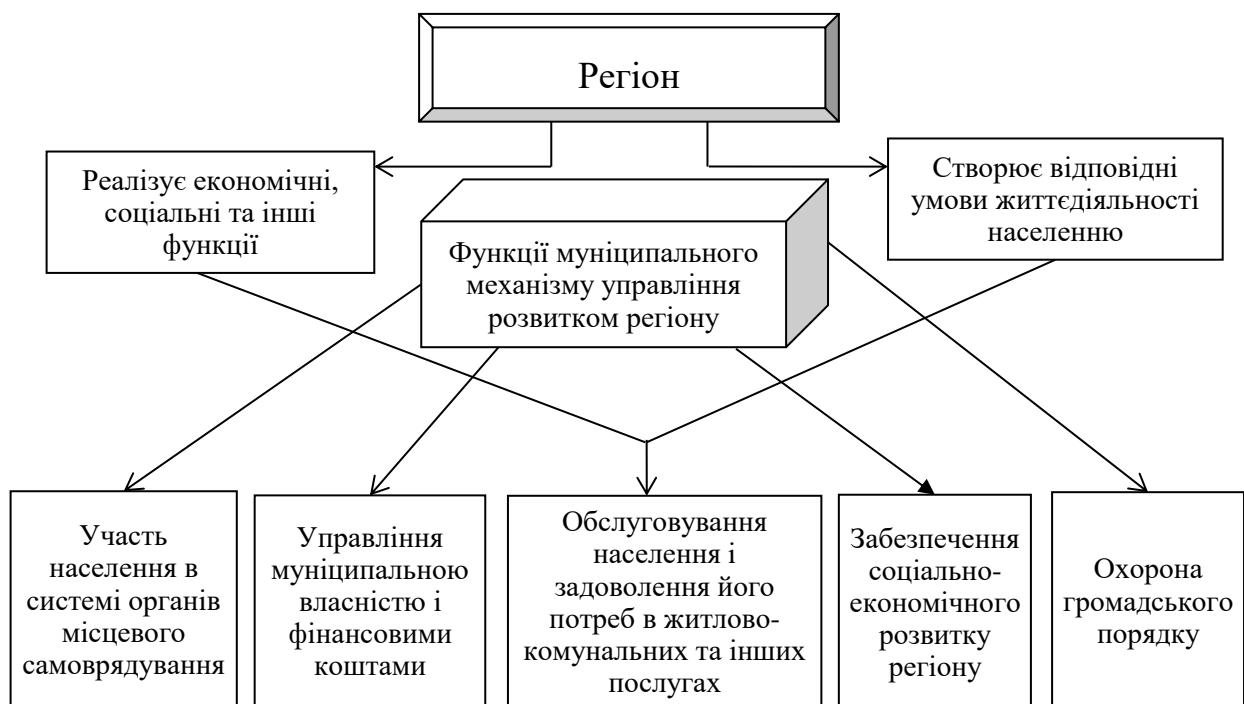 Регіон
Реалізує економічні,
соціальні та інші
функції
Створює відповідні
умови життєдіяльності
населенню
Функції муніципального
механізму управління
розвитком регіону
Участь
населення в
системі органів
місцевого
самоврядування
Управління
муніципальною
власністю і
фінансовими
коштами
Обслуговування
населення і
задоволення його
потреб в житлово-
комунальних та інших
послугах
Забезпечення
соціально-
економічного
розвитку
регіону
Охорона
громадського
порядку